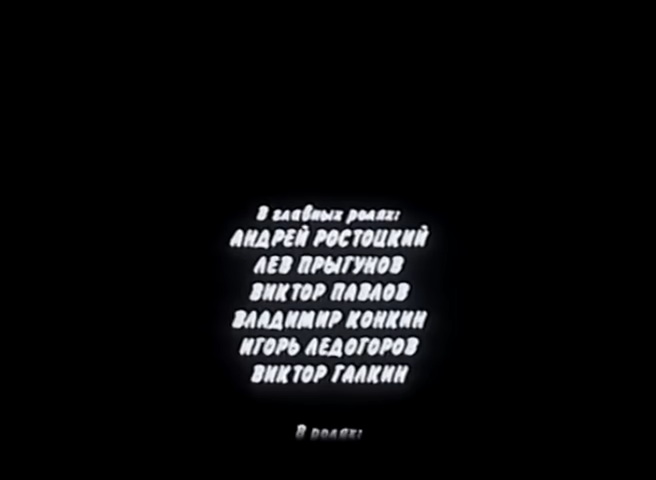 В главных ролях:
АНДРЕЙ РОСТОЦКИЙ
ЛЕВ ПРЫГУНОВ
ВИКТОР ПАВЛОВ
ВЛАДИМИР КОНКИН
ИГОРЬ ЛЕДОГОРОВ
ВИКТОР ГАЛКИН
В ролях: